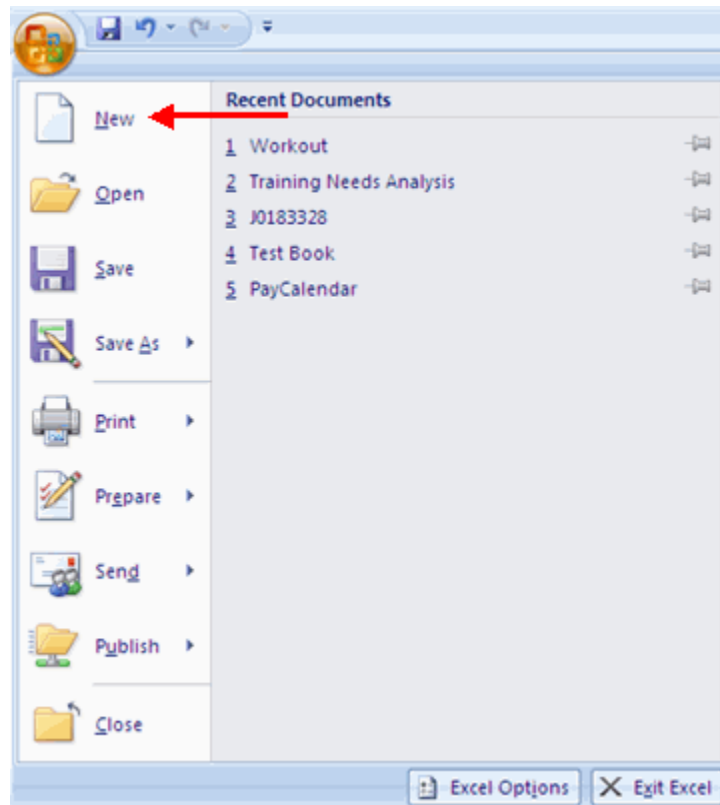 New
Open
Save
Save As
Print
Prepare
Send
Publish
Close
Recent Documents
1 Workout
2 Training Needs Analysis
3 J0183328
4 Test Book
5 PayCalendar
Excel Options
Exit Excel